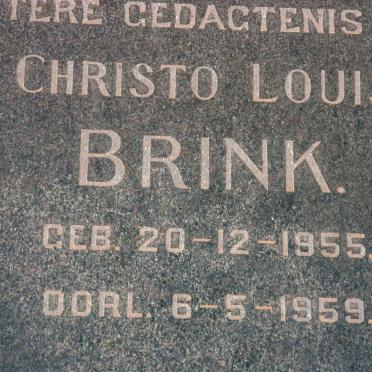 TERE GEDAGTENIS
CHRISTO LOUI
BRINK.
GEB. 20-12-1955.
OORL. 6-5-1959.